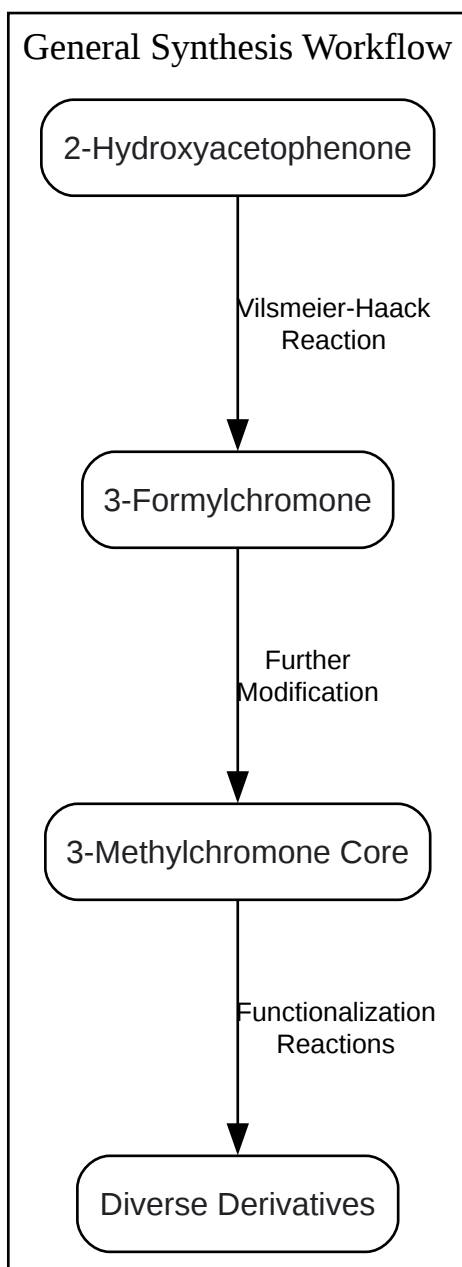 General Synthesis Workflow
2-Hydroxyacetophenone
Vilsmeier-Haack
Reaction
3-Formylchromone
Further
Modification
3-Methylchromone Core
Functionalization
Reactions
Diverse Derivatives